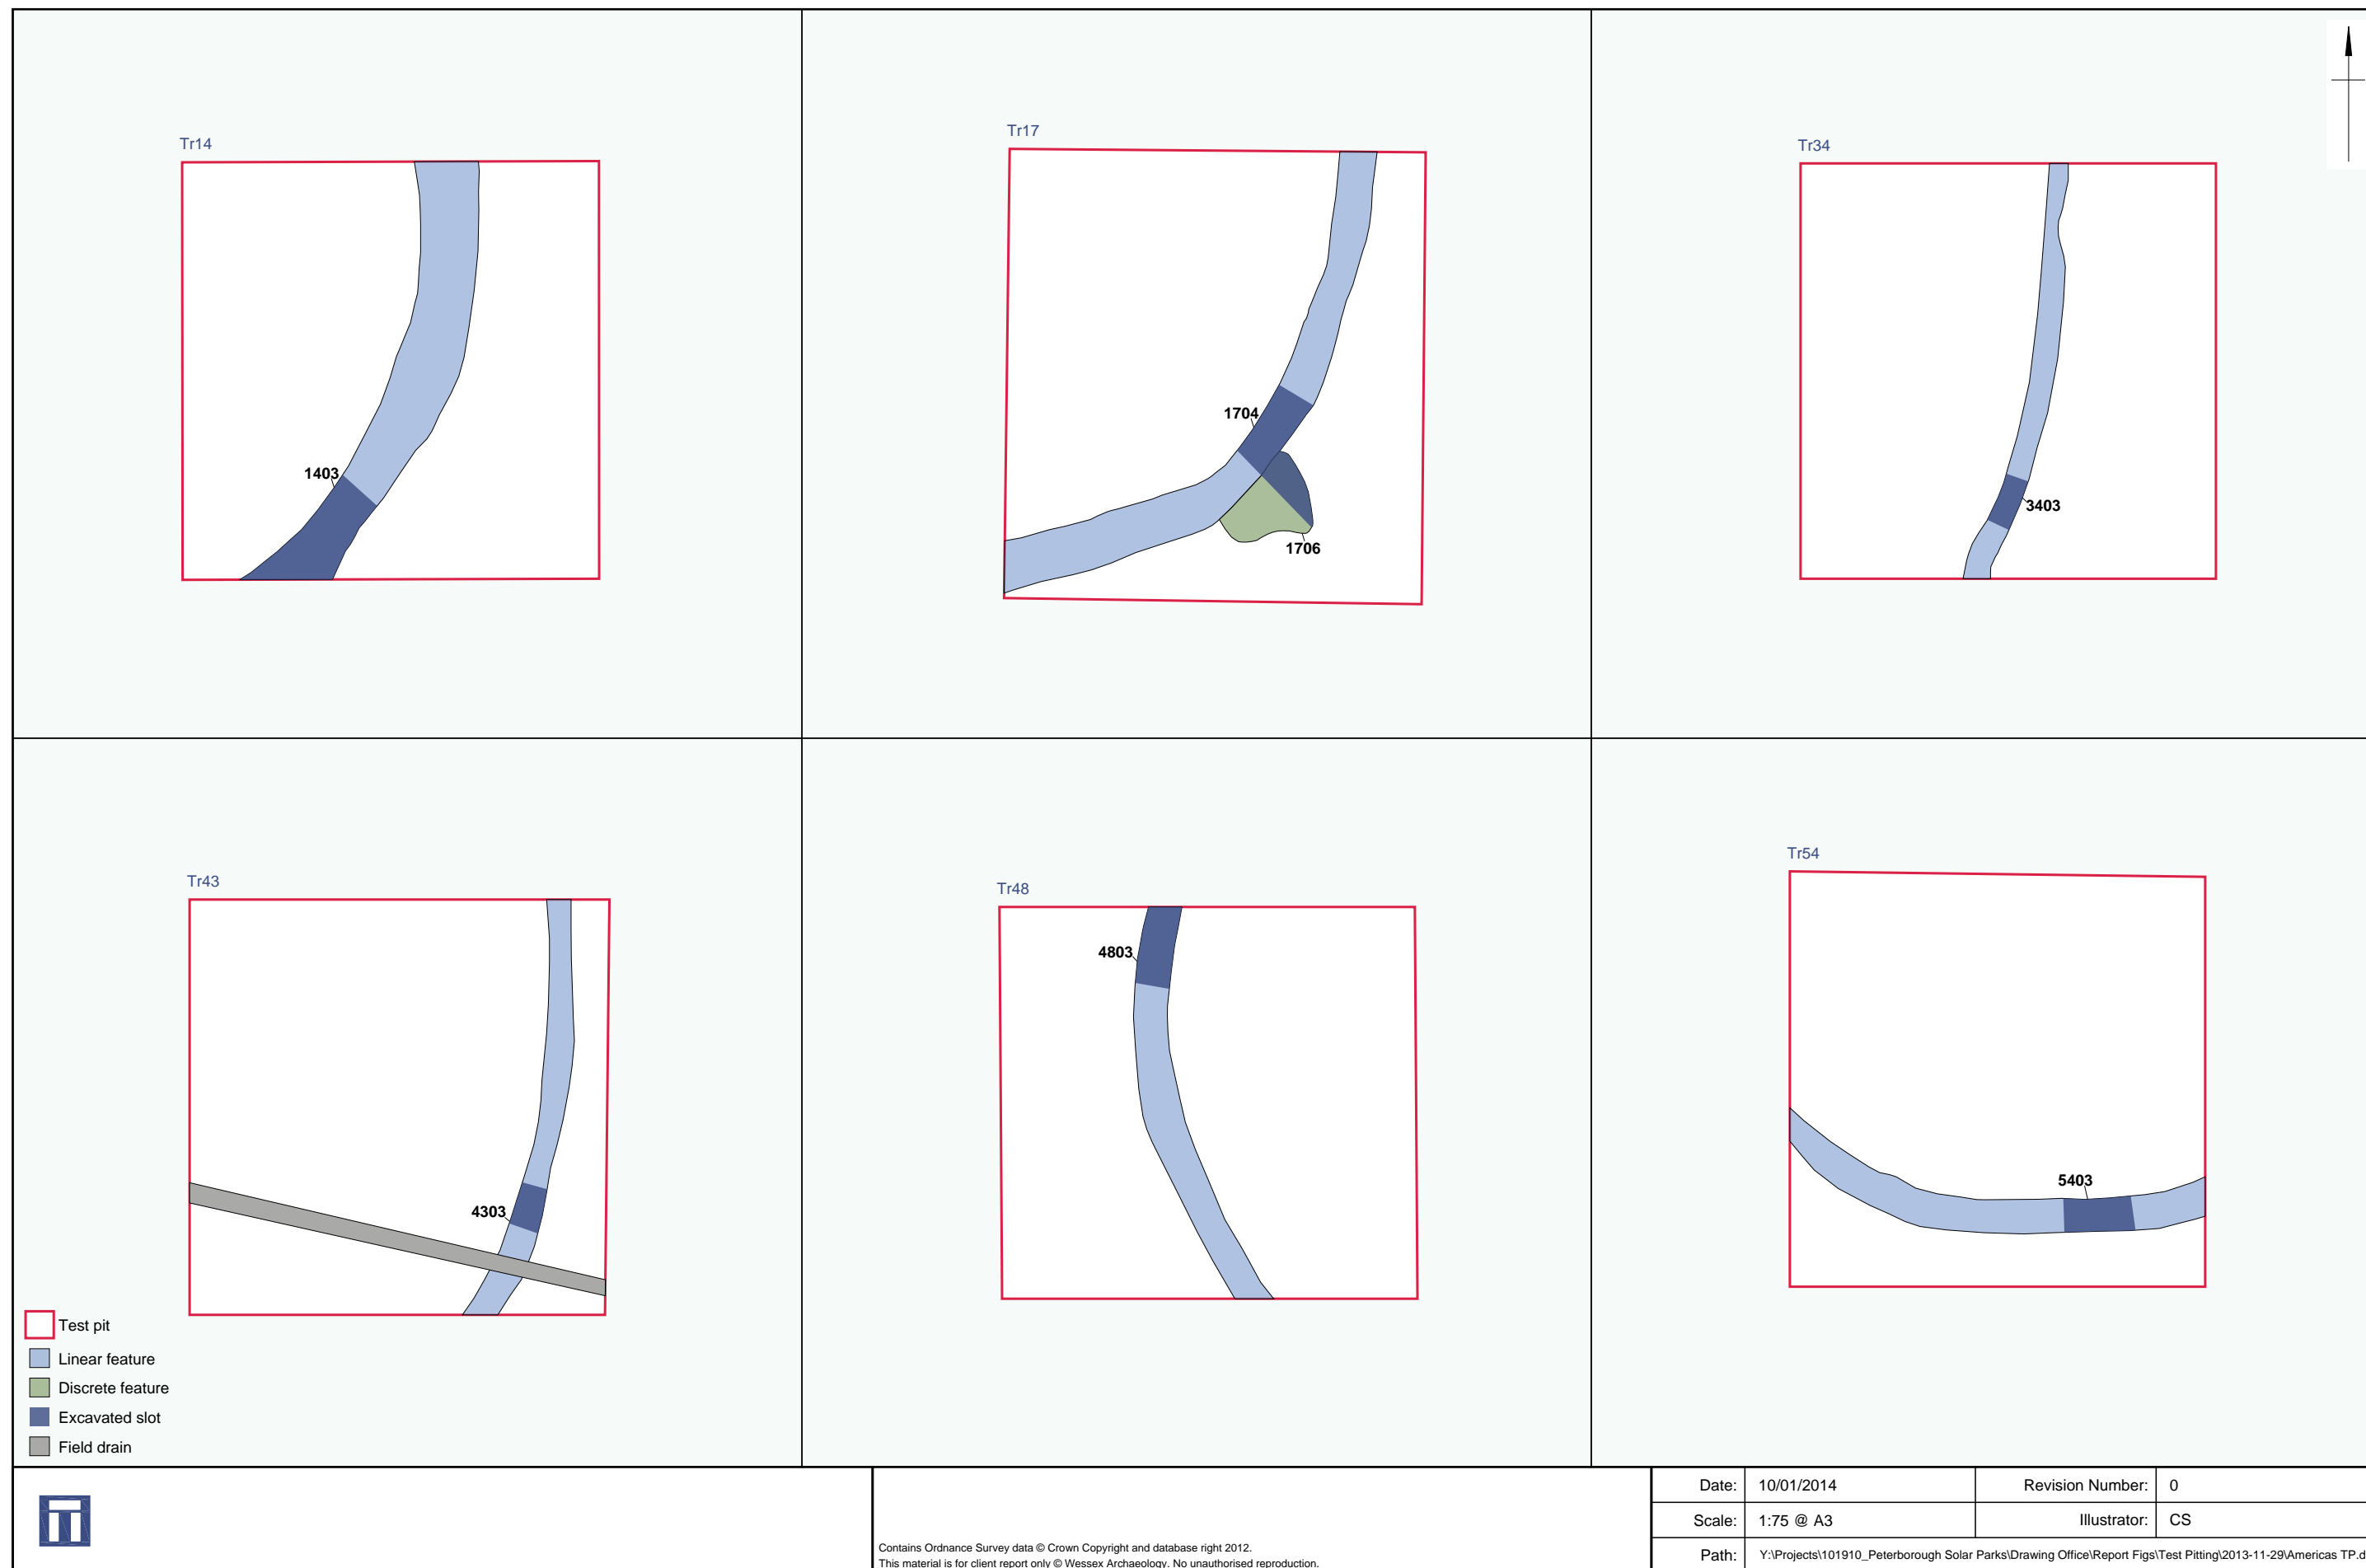 Tr14
Tr17
Tr34
1403
1704
1706
3403
Tr43
Tr48
Tr54
4303
4803
5403
Test pit
Linear feature
Discrete feature
Excavated slot
Field drain
Contains Ordnance Survey data © Crown Copyright and database right 2012.
This material is for client report only © Wessex Archaeology. No unauthorised reproduction.
Date: 10/01/2014 Revision Number: 0
Scale: 1:75 @ A3 Illustrator: CS
Path: Y:\Projects\101910_Peterborough Solar Parks\Drawing Office\Report Figs\Test Pitting\2013-11-29\Americas TP.d